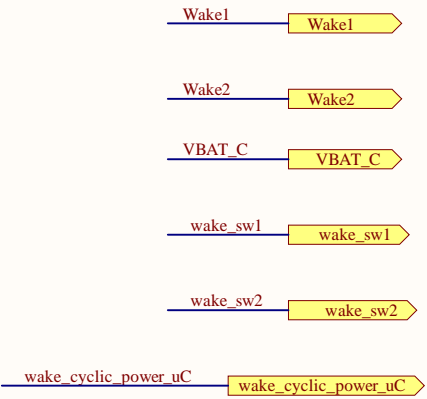 Wake1 Wake1
Wake2 Wake2
VBAT_C VBAT_C
wake_sw1 wake_sw1
wake_sw2 wake_sw2
wake_cyclic_power_uC wake_cyclic_power_uC